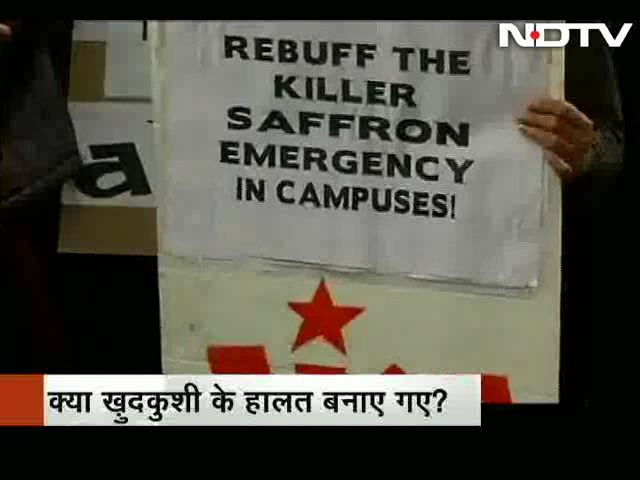 NDTV
REBUFF THE
KILLER
SAFFRON
EMERGENCY
IN CAMPUSES!
a
क्या ख़ुदकुशी के हालत बनाए गए?